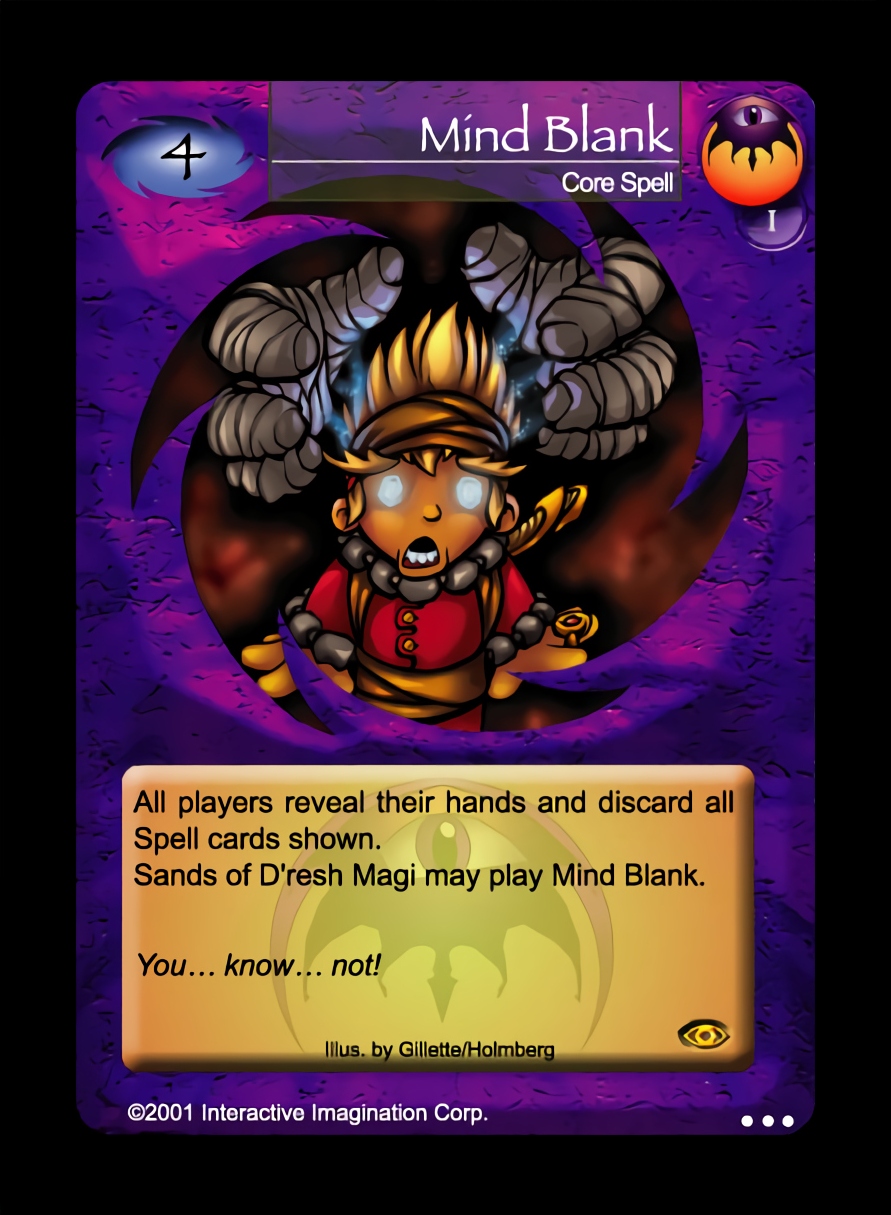 4
Mind Blank
Core Spell
I
All players reveal their hands and discard all
Spell cards shown.
Sands of D'resh Magi may play Mind Blank.
You… know… not!
Illus. by Gillette/Holmberg
©2001 Interactive Imagination Corp.